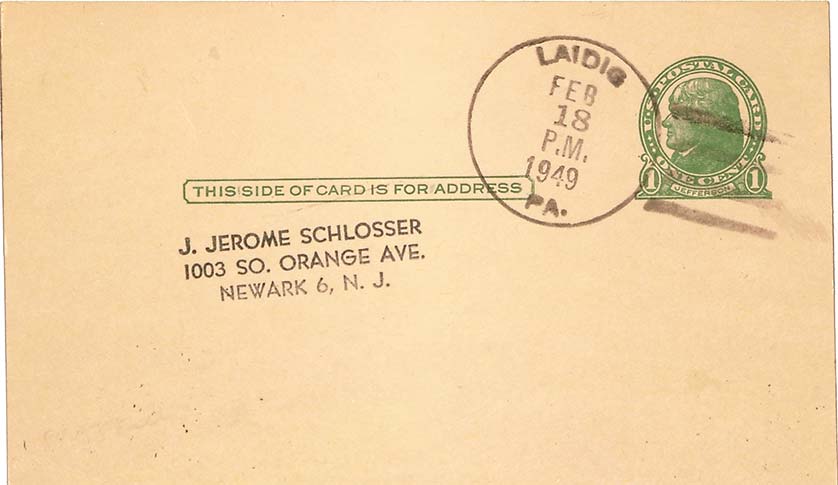 LAIDIG
FEB
18
P.M.
1949
PA.
U.S. POSTAL CARD
ONE CENT
1 JEFFERSON 1
THIS SIDE OF CARD IS FOR ADDRESS
J. JEROME SCHLOSSER
1003 SO. ORANGE AVE.
NEWARK 6, N. J.